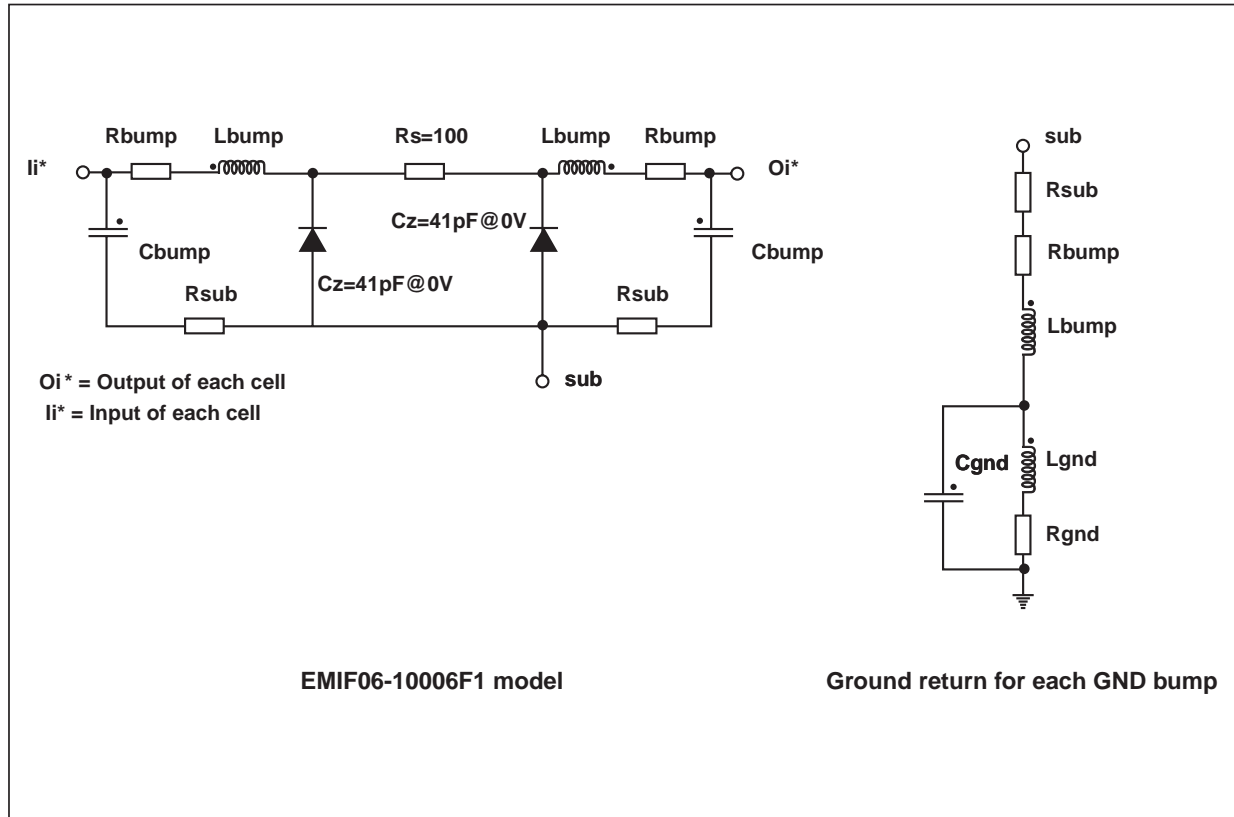 Rbump Lbump Rs=100 Lbump Rbump
Ii* Oi*
Cz=41pF@0V
Cbump Cbump
Cz=41pF@0V
Rsub Rsub
sub
Oi* = Output of each cell
Ii* = Input of each cell
EMIF06-10006F1 model
sub
Rsub
Rbump
Lbump
Cgnd Lgnd
Rgnd
Ground return for each GND bump